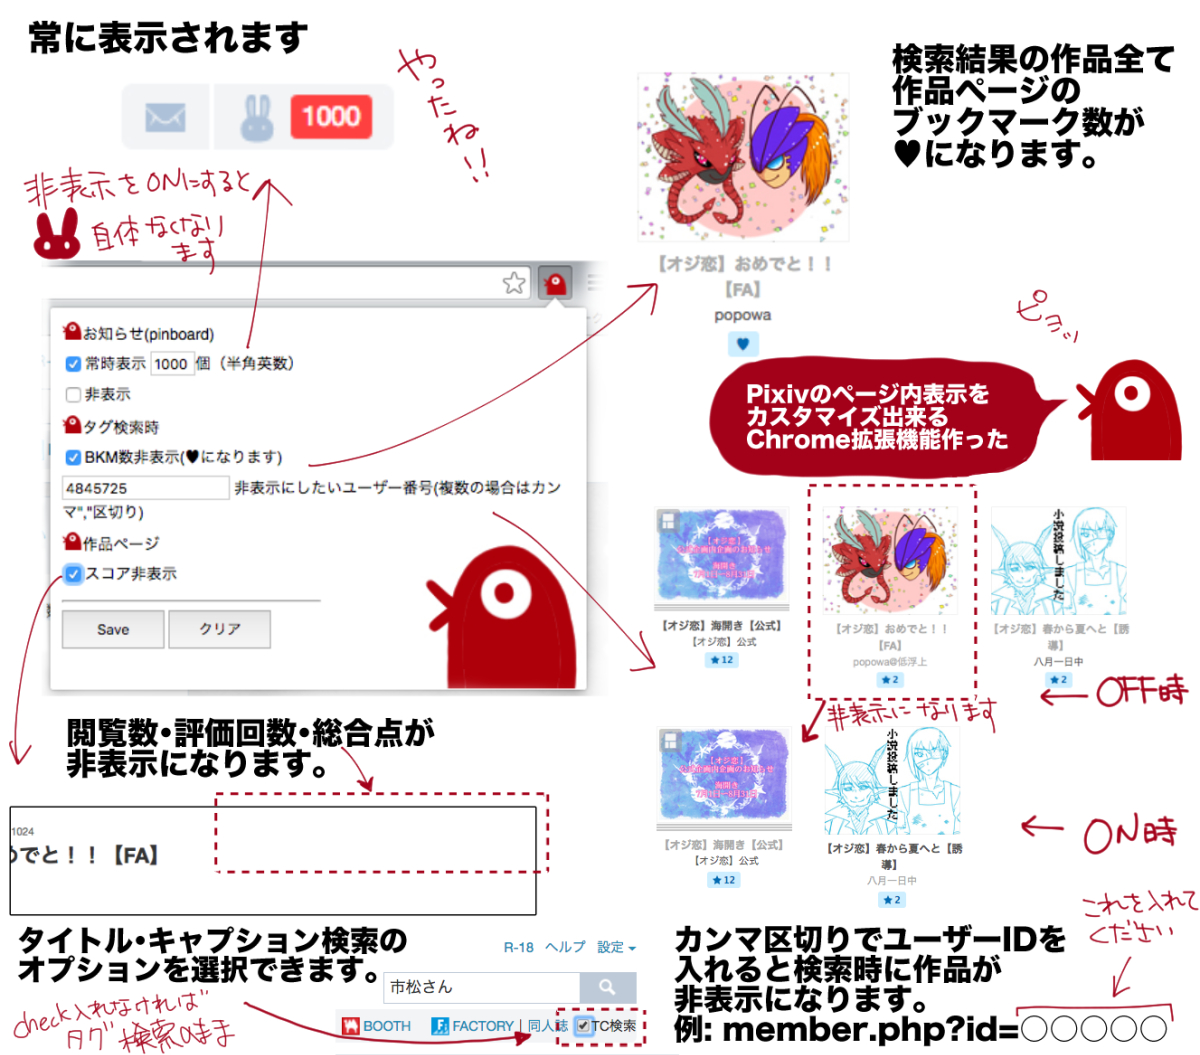 常に表示されます
1000
やったね!!
検索結果の作品全て
作品ページの
ブックマーク数が
♥になります。
非表示をONにすると
自体なくなり
ます
【オジ恋】おめでと！！
【FA】
popowa
お知らせ(pinboard)
常時表示 1000 個（半角英数）
非表示
タグ検索時
BKM数非表示(♥になります)
4845725 非表示にしたいユーザー番号(複数の場合はカン
マ","区切り)
作品ページ
スコア非表示
Save クリア
ピヨッ
Pixivのページ内表示を
カスタマイズ出来る
Chrome拡張機能作った
【オジ恋】
海開き
【オジ恋】海開き【公式】
【オジ恋】公式
★12
【オジ恋】おめでと！！
【FA】
popowa@低浮上
★2
小説投稿しました
【オジ恋】春から夏へと【誘
導】
八月一日中
★2
OFF時
非表示になります
【オジ恋】
海開き
【オジ恋】海開き【公式】
【オジ恋】公式
★12
小説投稿しました
【オジ恋】春から夏へと【誘
導】
八月一日中
★2
ON時
閲覧数・評価回数・総合点が
非表示になります。
1024
めでと！！【FA】
タイトル・キャプション検索の
オプションを選択できます。
check入れなければ
タグ検索のまま
R-18 ヘルプ 設定
市松さん
BOOTH FACTORY 同人誌 TC検索
これを入れて
ください
カンマ区切りでユーザーIDを
入れると検索時に作品が
非表示になります。
例: member.php?id=○○○○○